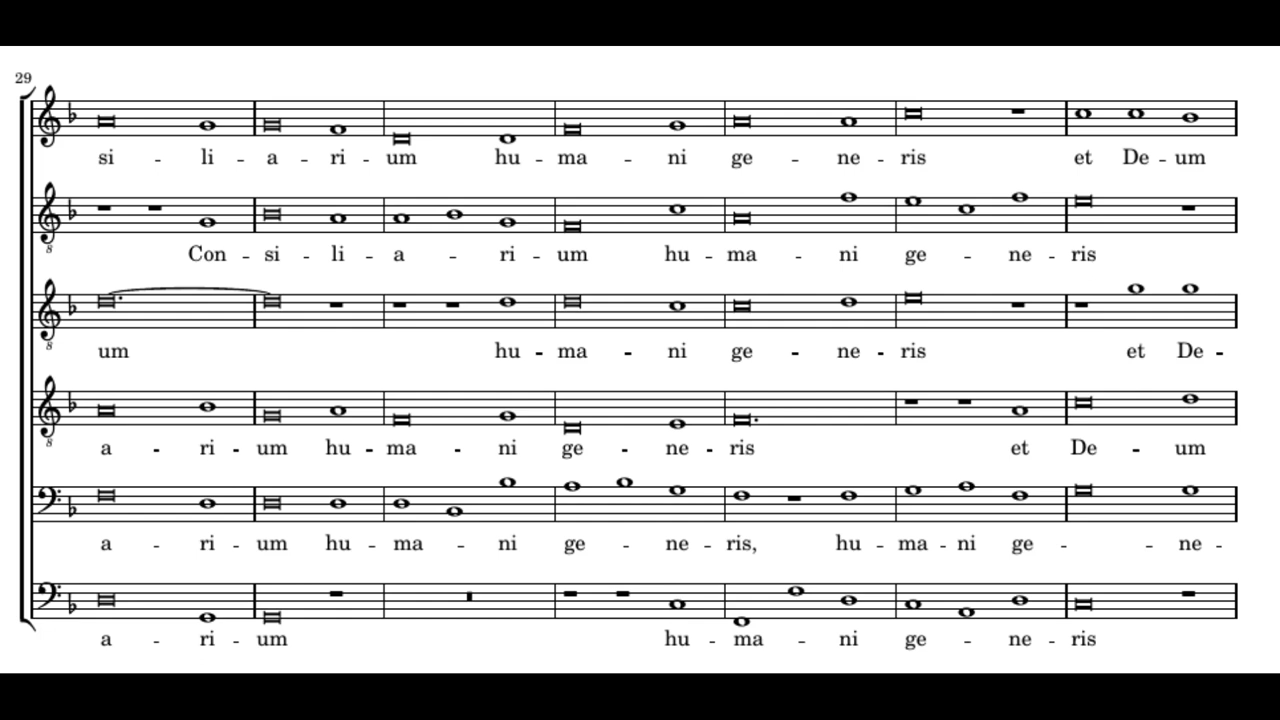 29
si - li - a - ri - um hu - ma - ni ge - ne - ris et De - um
8
Con - si - li - a - ri - um hu - ma - ni ge - ne - ris
8
um hu - ma - ni ge - ne - ris et De -
8
a - ri - um hu - ma - ni ge - ne - ris et De - um
a - ri - um hu - ma - ni ge - ne - ris, hu - ma - ni ge - ne -
a - ri - um hu - ma - ni ge - ne - ris